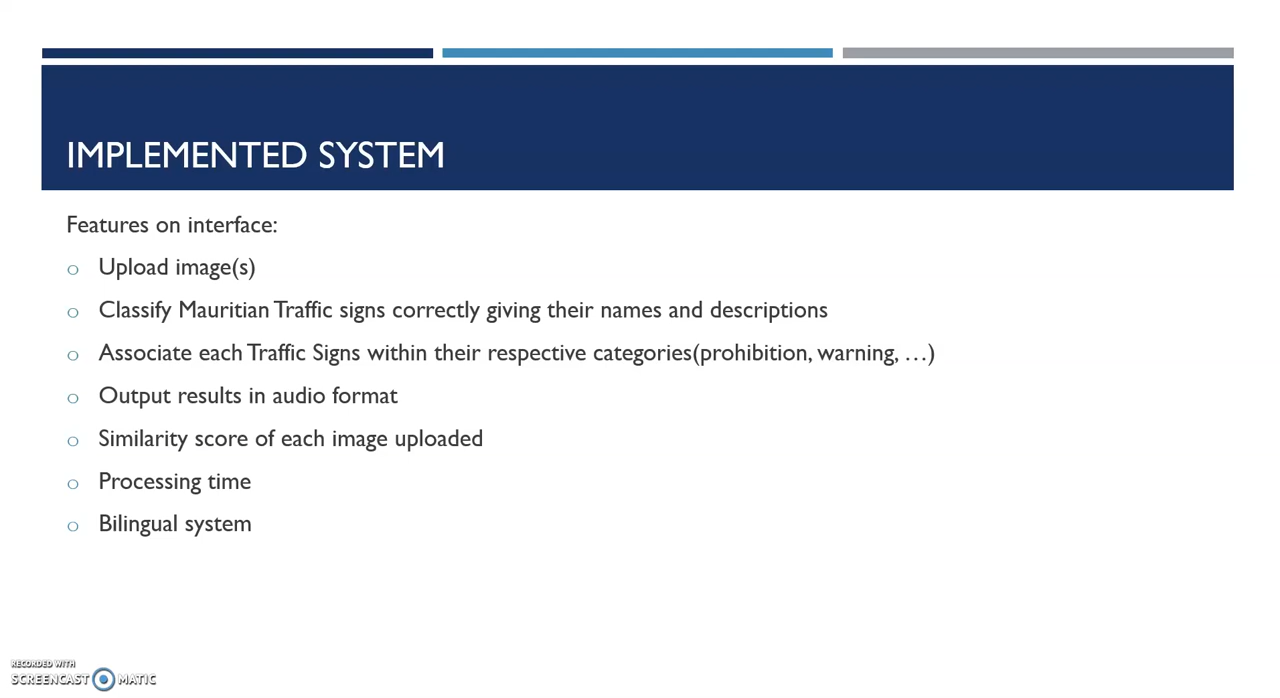 IMPLEMENTED SYSTEM
Features on interface:
o Upload image(s)
o Classify Mauritian Traffic signs correctly giving their names and descriptions
o Associate each Traffic Signs within their respective categories(prohibition, warning, …)
o Output results in audio format
o Similarity score of each image uploaded
o Processing time
o Bilingual system
RECORDED WITH
SCREENCAST MATIC